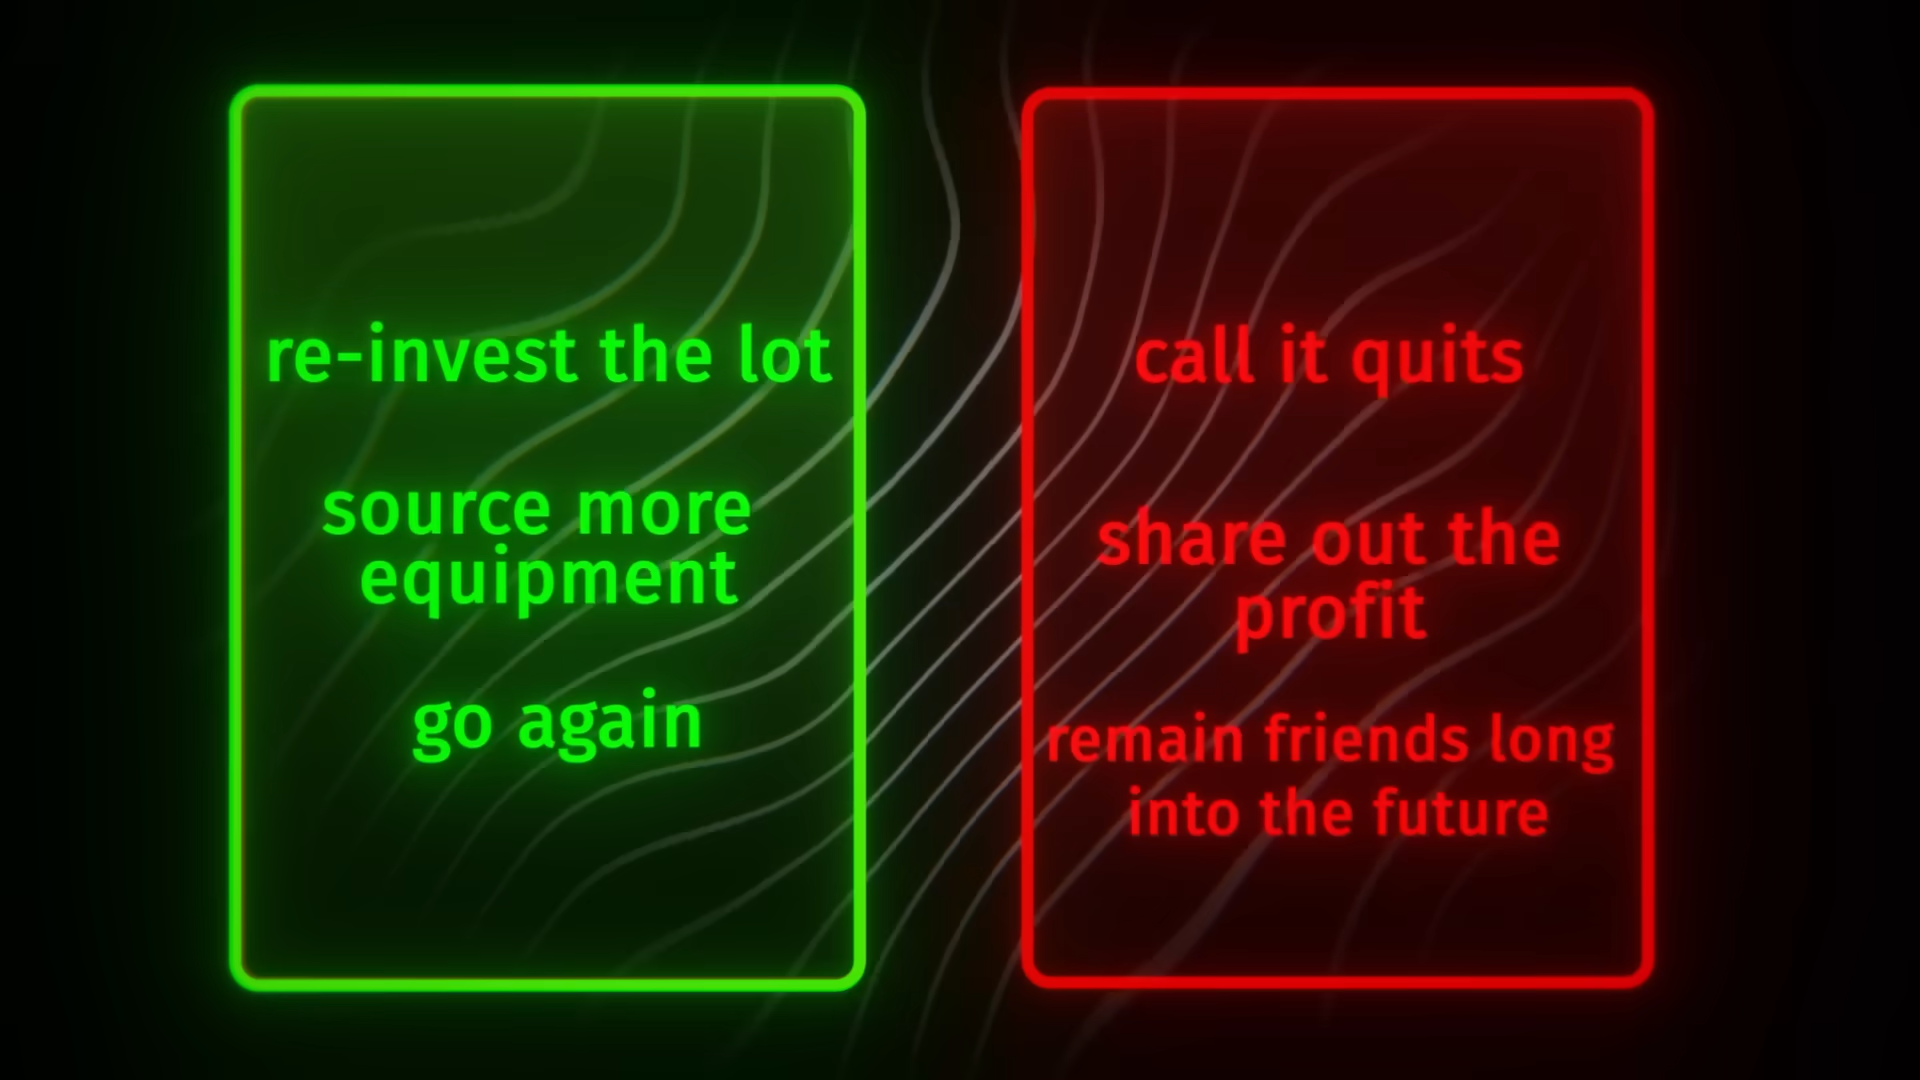 re-invest the lot
source more
equipment
go again
call it quits
share out the
profit
remain friends long
into the future